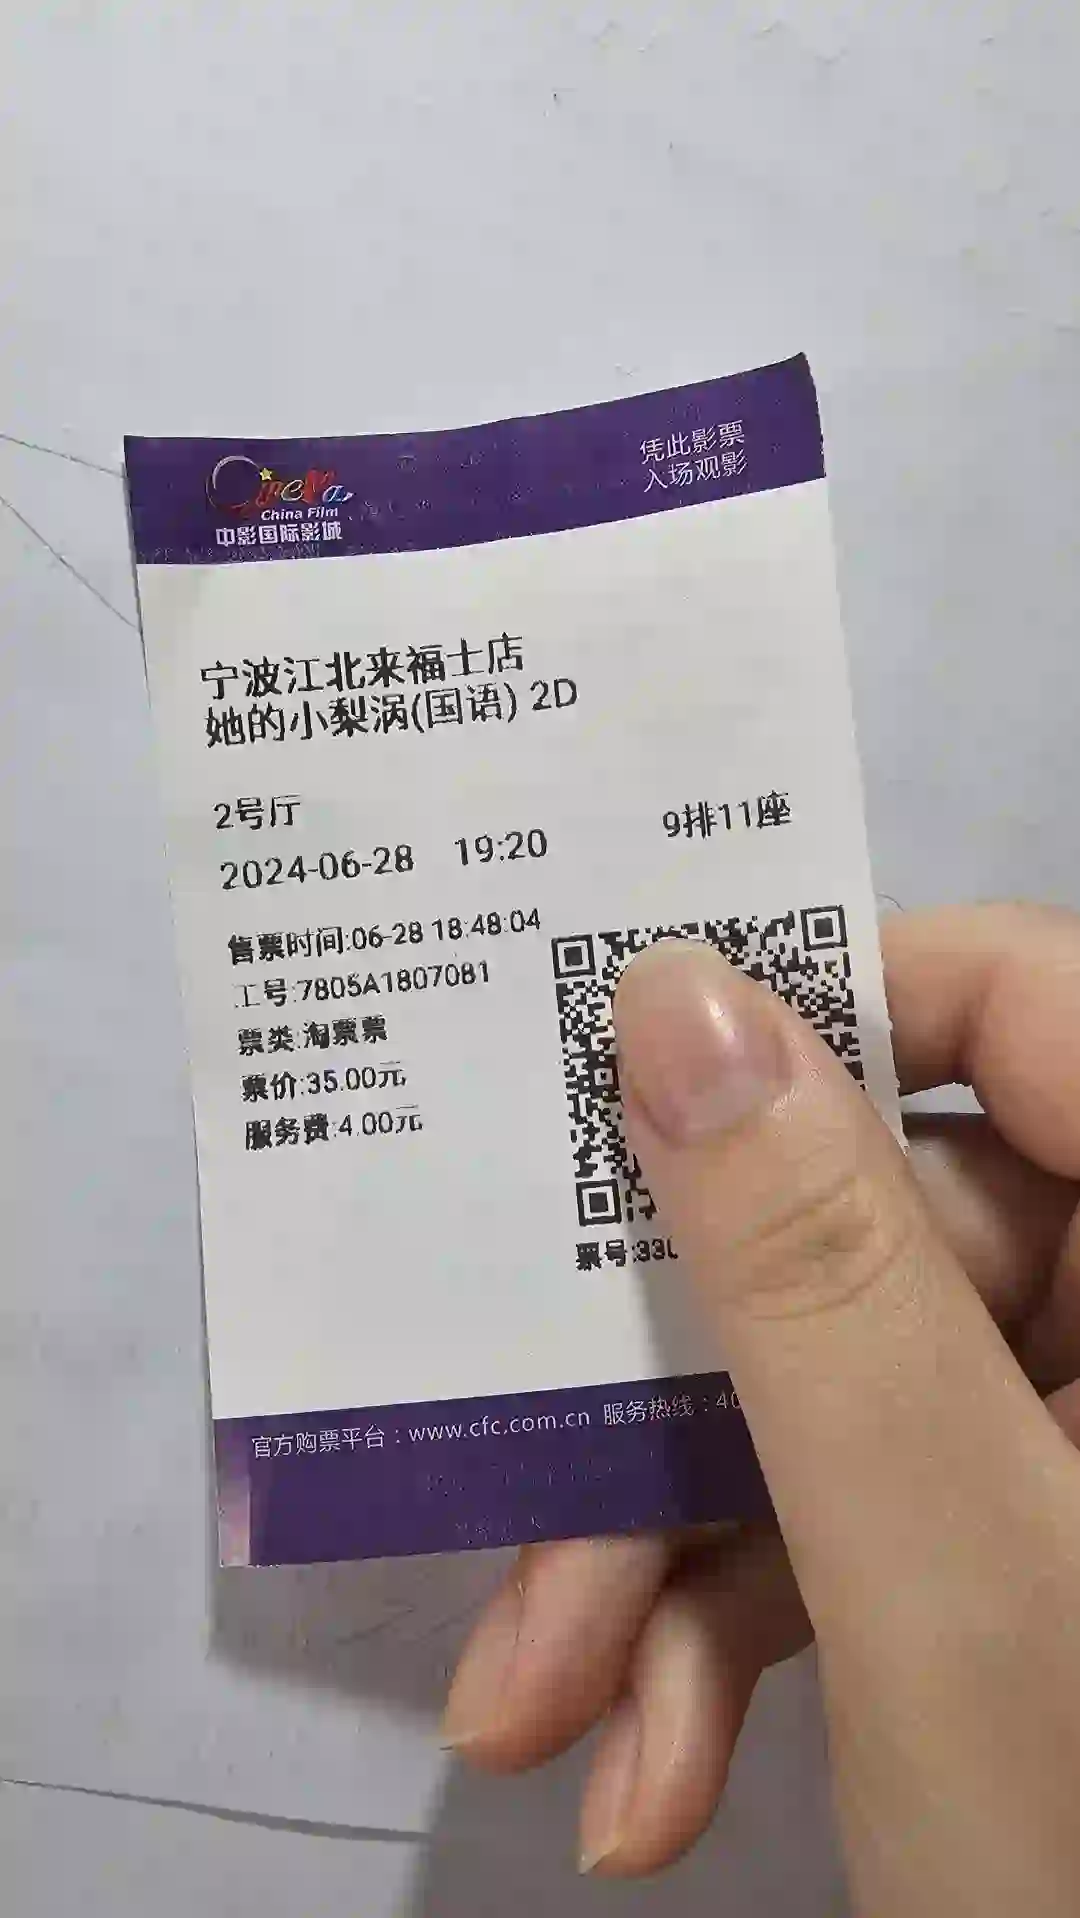 凭此影票
入场观影
Cinema
China Film
中影国际影城
宁波江北来福士店
她的小梨涡(国语) 2D
2号厅
2024-06-28 19:20 9排11座
售票时间:06-28 18:48:04
工号:7805A1807081
票类:淘票票
票价:35.00元
服务费:4.00元
票号:330
官方购票平台：www.cfc.com.cn 服务热线：40